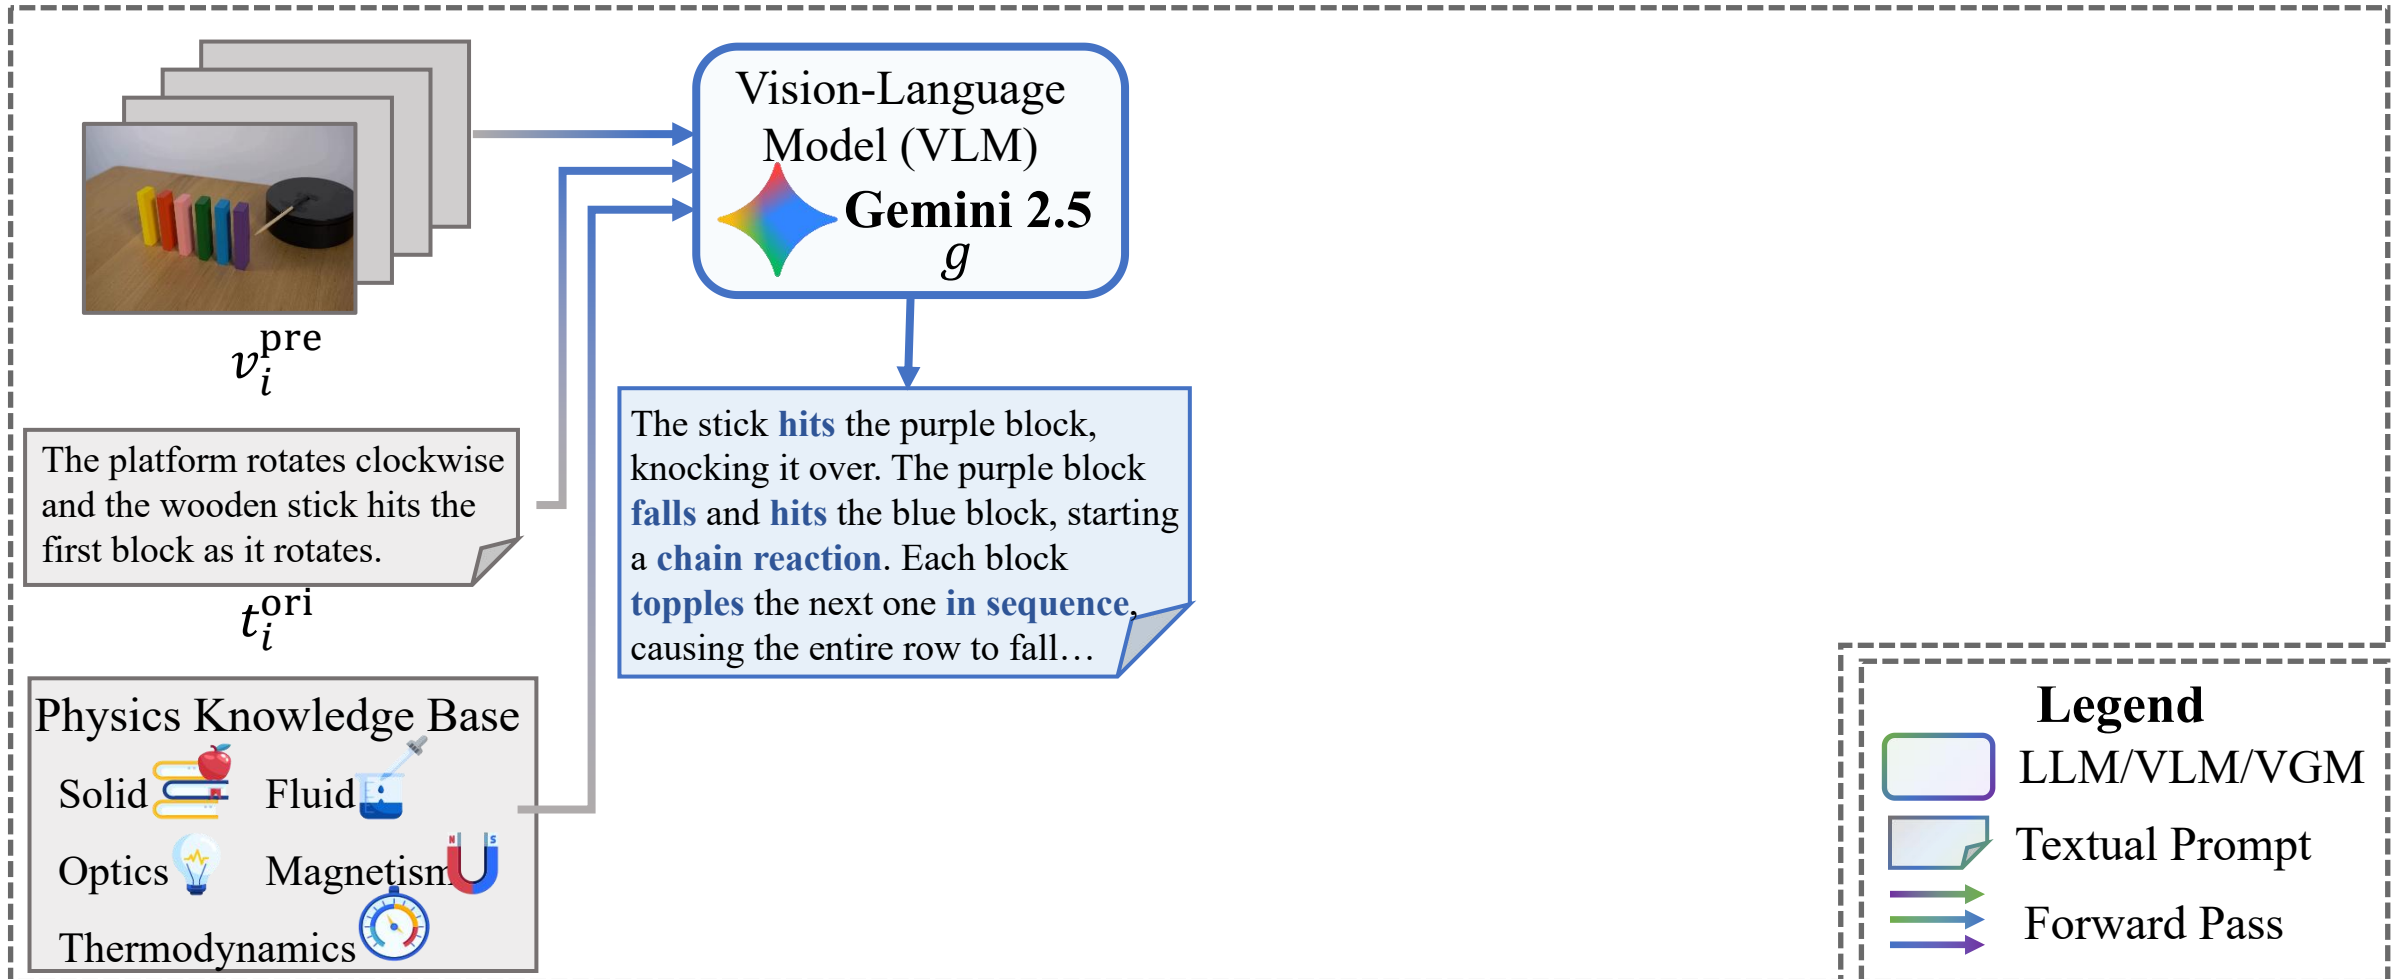 Vision-Language
Model (VLM)
Gemini 2.5
g
v_i^pre
The platform rotates clockwise
and the wooden stick hits the
first block as it rotates.
t_i^ori
Physics Knowledge Base
Solid
Fluid
Optics
Magnetism
N S
Thermodynamics
The stick hits the purple block,
knocking it over. The purple block
falls and hits the blue block, starting
a chain reaction. Each block
topples the next one in sequence,
causing the entire row to fall…
Legend
LLM/VLM/VGM
Textual Prompt
Forward Pass